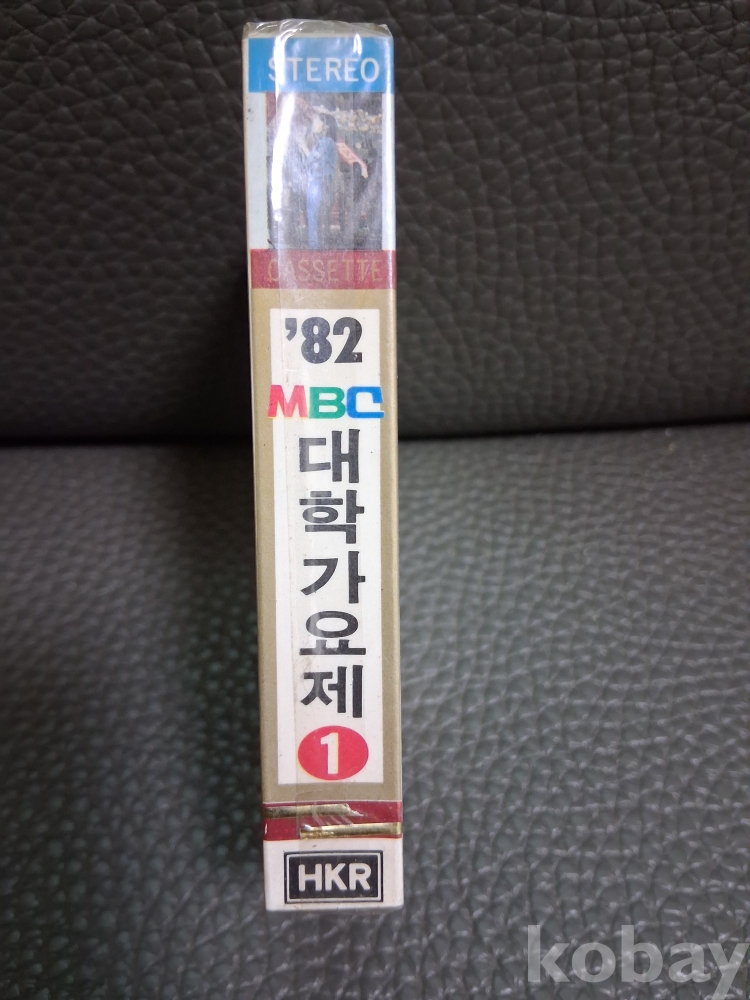 STEREO
CASSETTE
'82
MBC
대학가요제
1
HKR
kobay